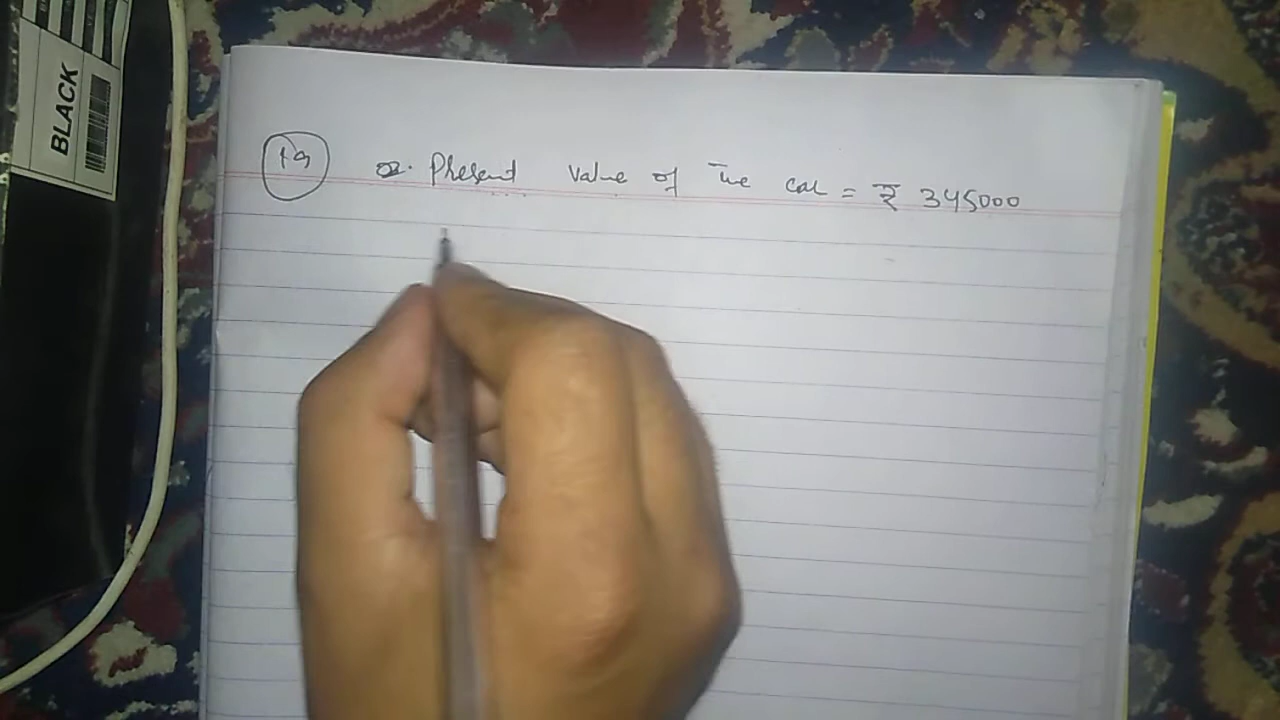 BLACK
19 Present value of the car = ₹ 345000